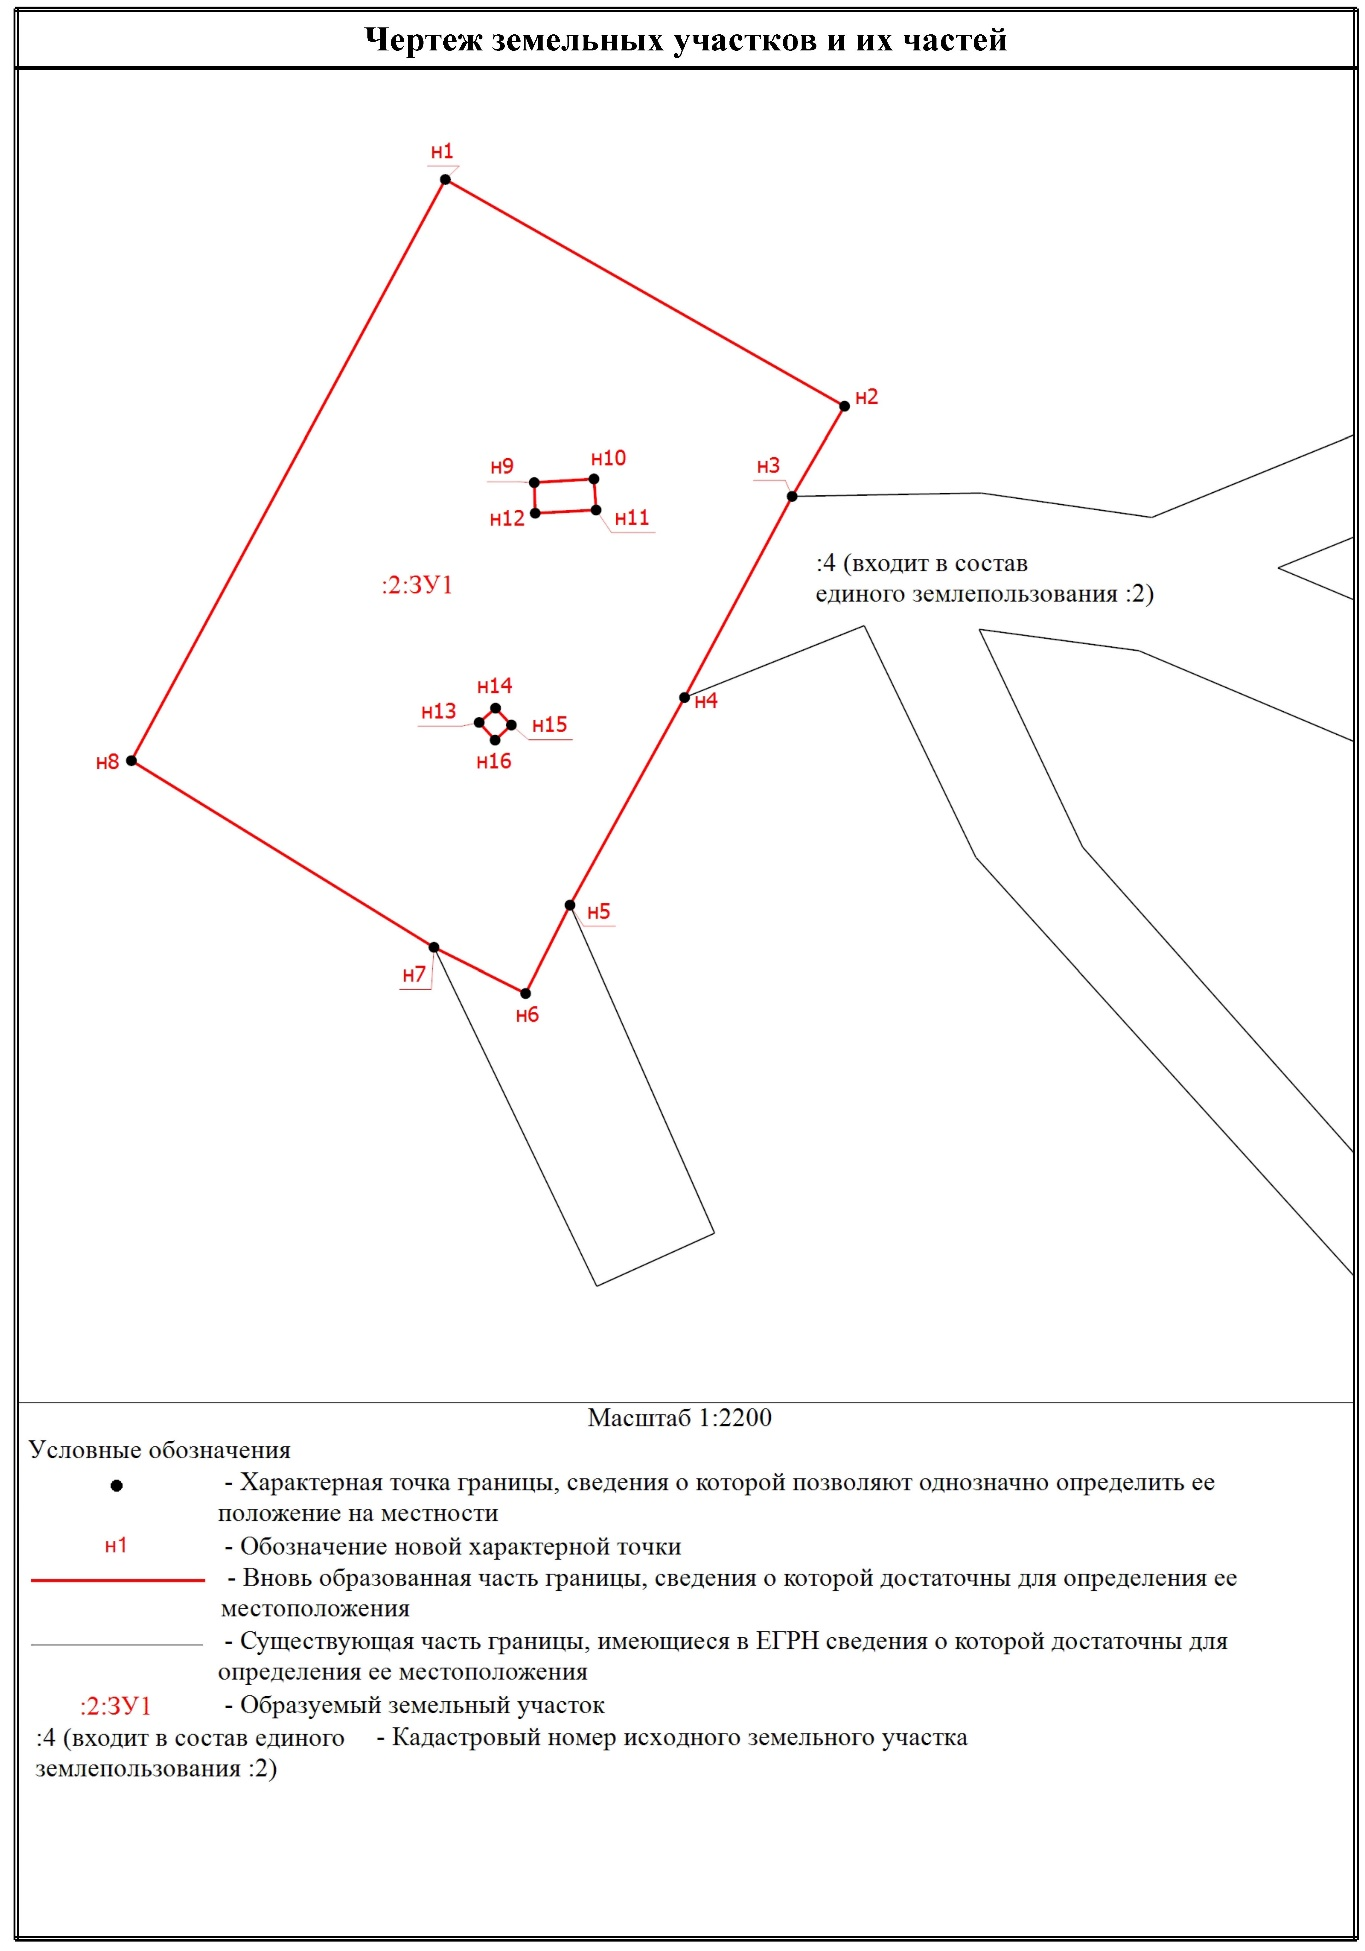 Чертеж земельных участков и их частей
н1
н2
н3
н10
н9
н12
н11
:4 (входит в состав
единого землепользования :2)
:2:ЗУ1
н14
н4
н13
н15
н16
н8
н5
н7
н6
Масштаб 1:2200
Условные обозначения
- Характерная точка границы, сведения о которой позволяют однозначно определить ее
положение на местности
н1 - Обозначение новой характерной точки
- Вновь образованная часть границы, сведения о которой достаточны для определения ее
местоположения
- Существующая часть границы, имеющиеся в ЕГРН сведения о которой достаточны для
определения ее местоположения
:2:ЗУ1 - Образуемый земельный участок
:4 (входит в состав единого - Кадастровый номер исходного земельного участка
землепользования :2)